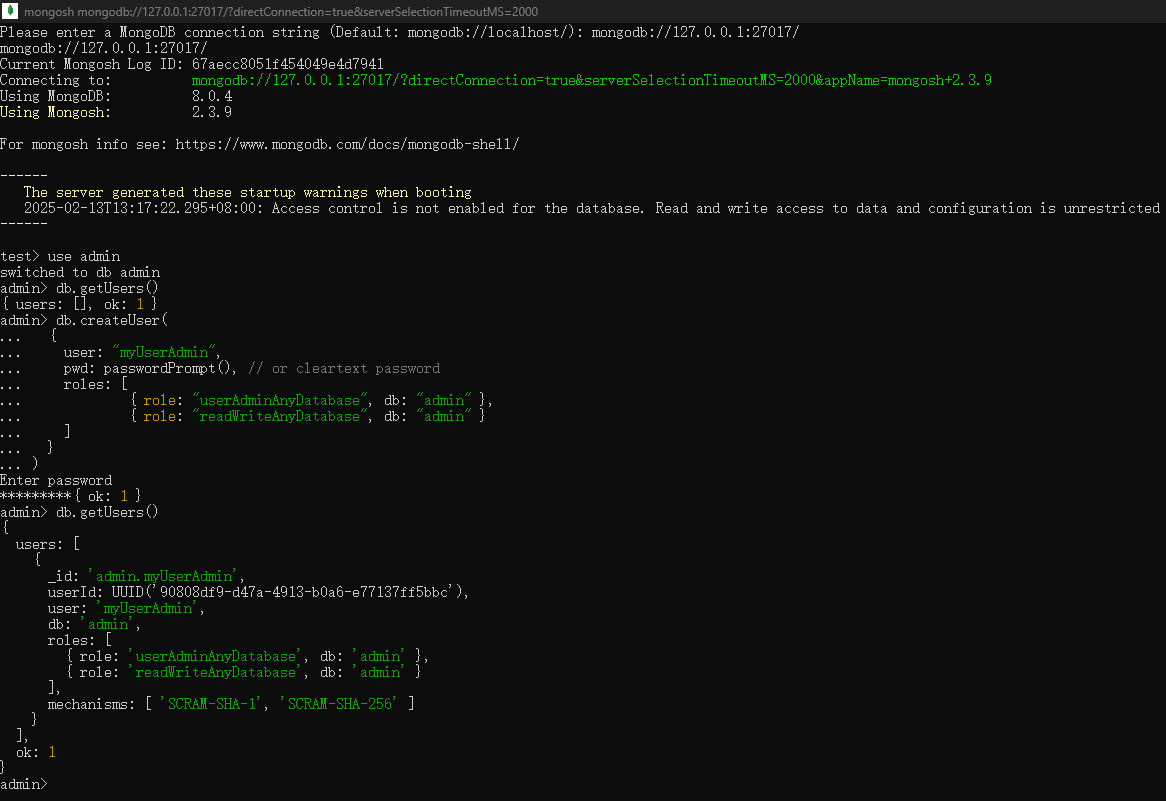 mongosh mongodb://127.0.0.1:27017/?directConnection=true&serverSelectionTimeoutMS=2000
Please enter a MongoDB connection string (Default: mongodb://localhost/): mongodb://127.0.0.1:27017/
mongodb://127.0.0.1:27017/
Current Mongosh Log ID: 67aecc8051f454049e4d7941
Connecting to:          mongodb://127.0.0.1:27017/?directConnection=true&serverSelectionTimeoutMS=2000&appName=mongosh+2.3.9
Using MongoDB:          8.0.4
Using Mongosh:          2.3.9
For mongosh info see: https://www.mongodb.com/docs/mongodb-shell/
------
   The server generated these startup warnings when booting
   2025-02-13T13:17:22.295+08:00: Access control is not enabled for the database. Read and write access to data and configuration is unrestricted
------
test> use admin
switched to db admin
admin> db.getUsers()
{ users: [], ok: 1 }
admin> db.createUser(
...    {
...      user: "myUserAdmin",
...      pwd: passwordPrompt(), // or cleartext password
...      roles: [
...              { role: "userAdminAnyDatabase", db: "admin" },
...              { role: "readWriteAnyDatabase", db: "admin" }
...      ]
...    }
... )
Enter password
*********{ ok: 1 }
admin> db.getUsers()
{
  users: [
    {
      _id: 'admin.myUserAdmin',
      userId: UUID('90808df9-d47a-4913-b0a6-e77137ff5bbc'),
      user: 'myUserAdmin',
      db: 'admin',
      roles: [
        { role: 'userAdminAnyDatabase', db: 'admin' },
        { role: 'readWriteAnyDatabase', db: 'admin' }
      ],
      mechanisms: [ 'SCRAM-SHA-1', 'SCRAM-SHA-256' ]
    }
  ],
  ok: 1
}
admin>